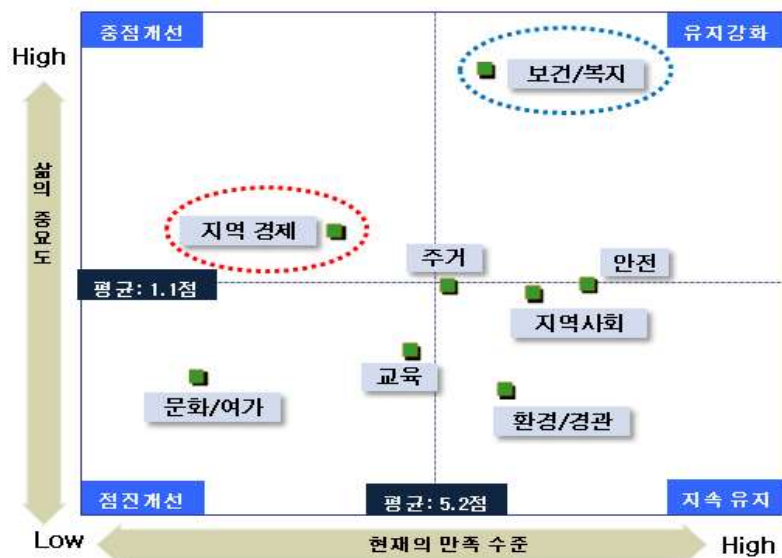 중점개선
유지강화
High
보건/복지
삶의 중요도
지역 경제
주거
안전
평균: 1.1점
지역사회
교육
문화/여가
환경/경관
점진개선
평균: 5.2점
지속 유지
Low
현재의 만족 수준
High